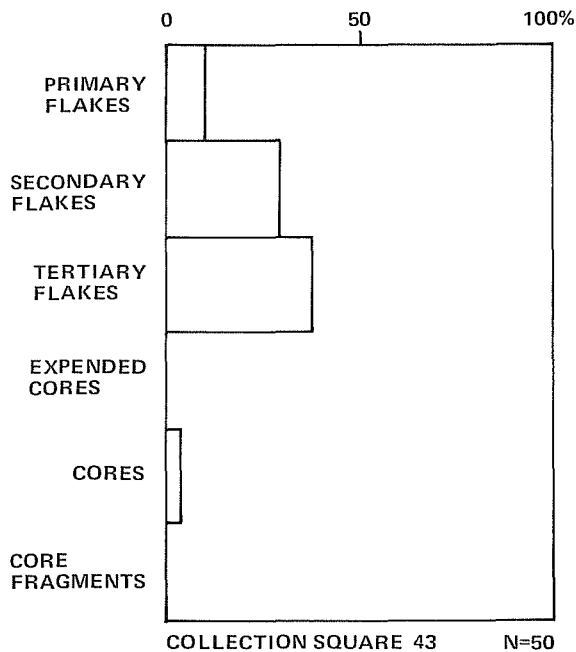 0 50 100%
PRIMARY
FLAKES
SECONDARY
FLAKES
TERTIARY
FLAKES
EXPENDED
CORES
CORES
CORE
FRAGMENTS
COLLECTION SQUARE 43 N=50